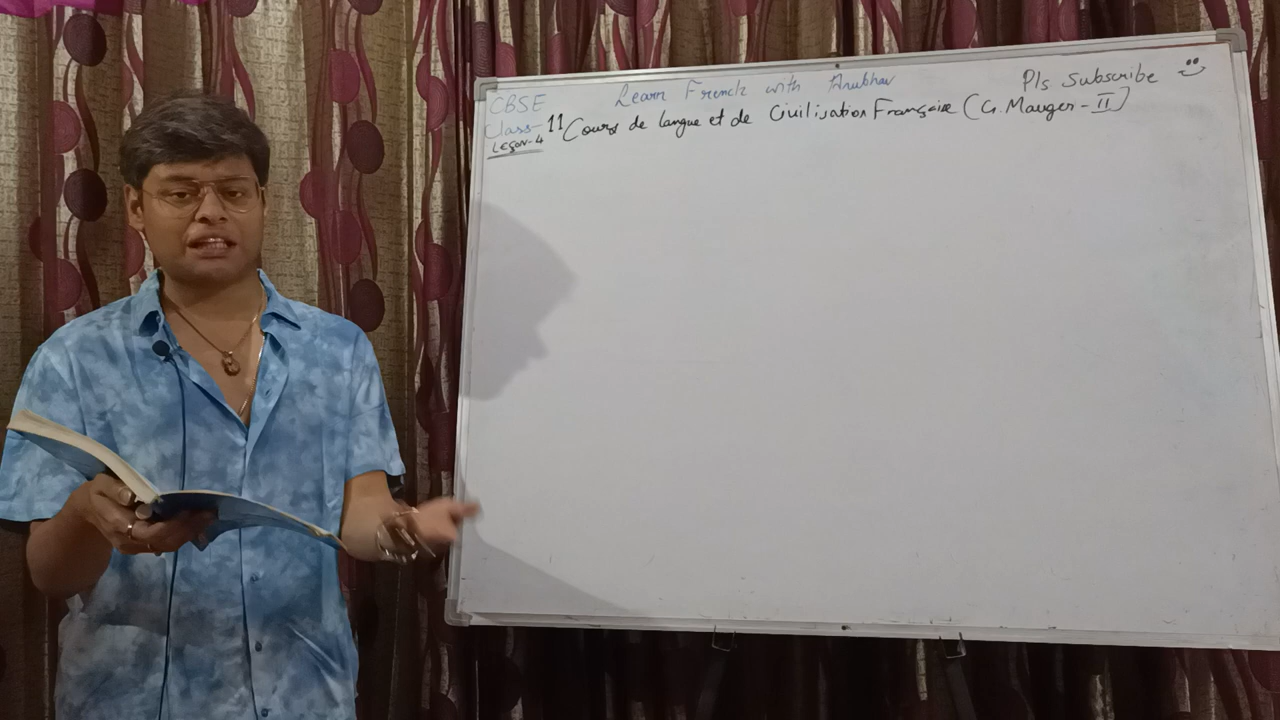 CBSE Learn French with Anubhav Pls Subscribe
Class-11 Cours de langue et de Civilisation Française (G. Mauger-II)
Leçon-4